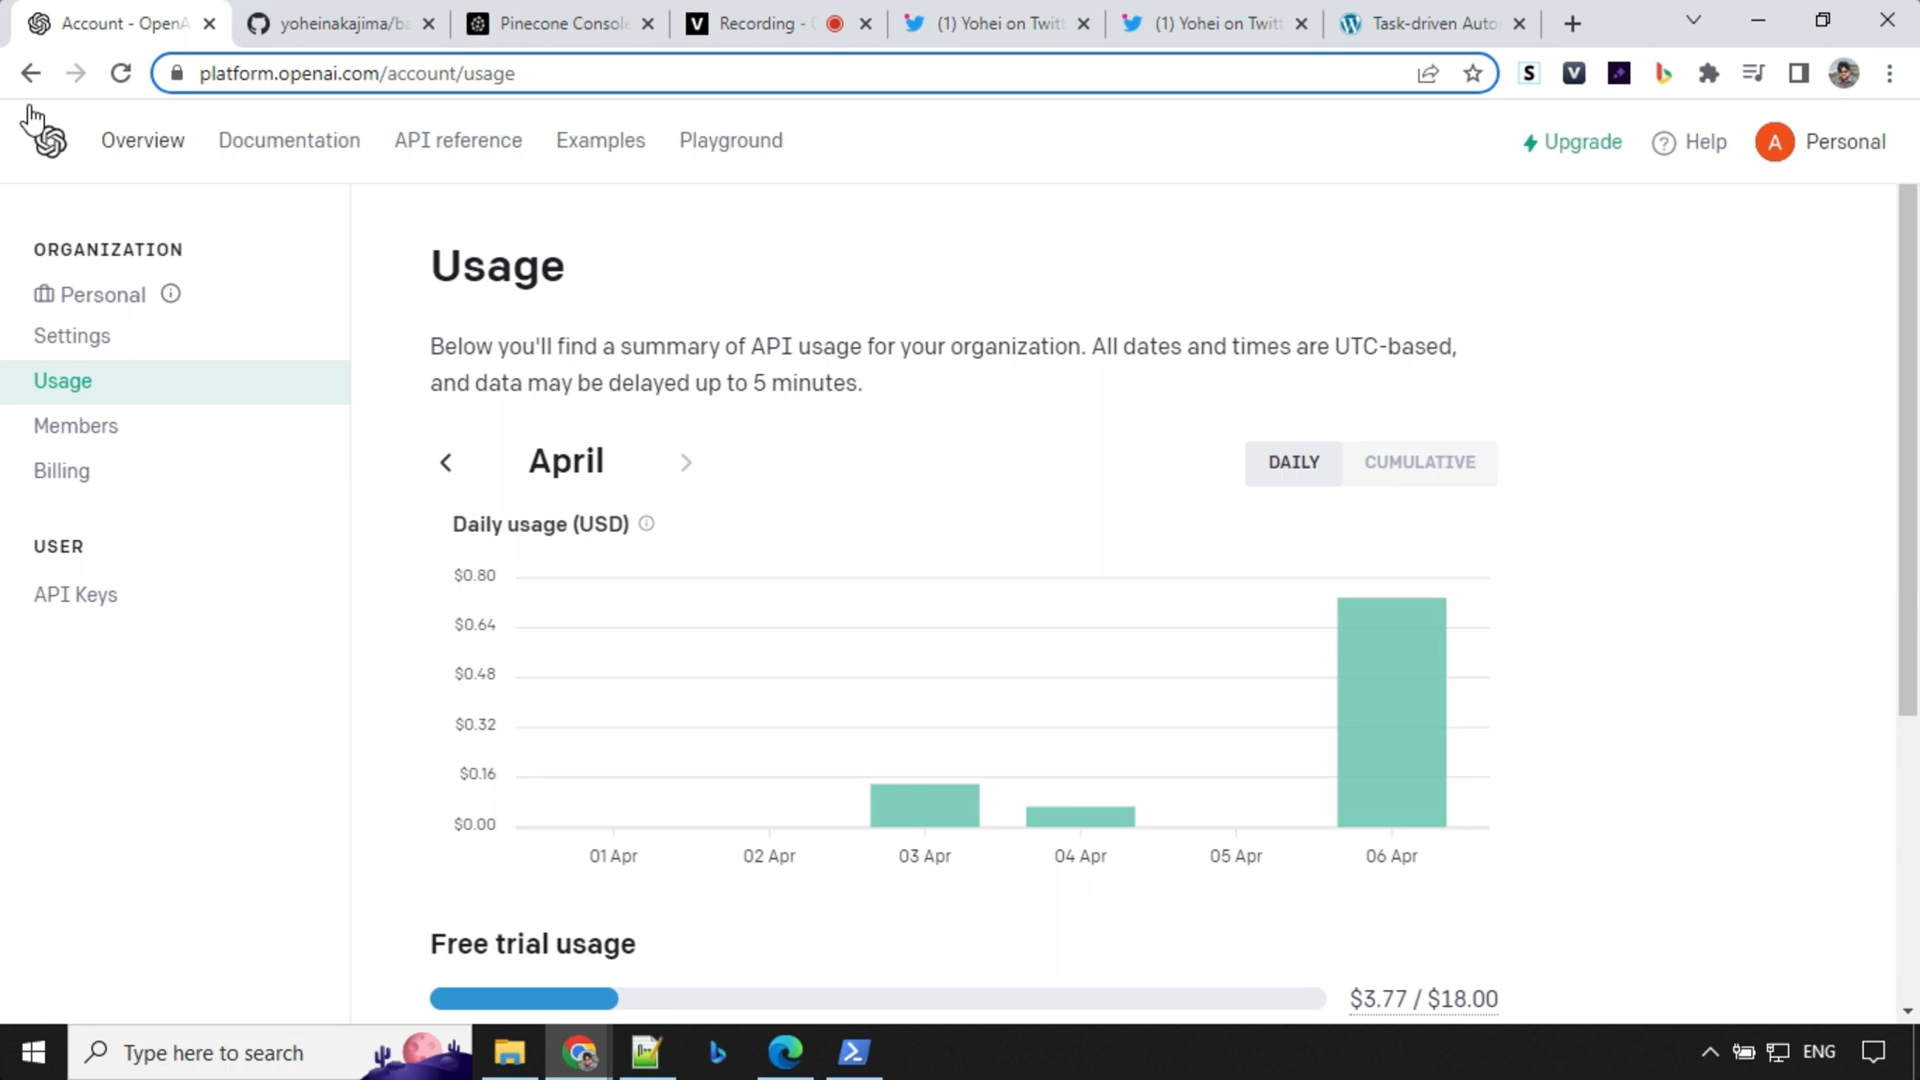 Account - OpenA
yoheinakajima/ba
Pinecone Console
Recording -
(1) Yohei on Twitt
(1) Yohei on Twitt
Task-driven Auto
platform.openai.com/account/usage
Overview
Documentation
API reference
Examples
Playground
Upgrade
Help
A
Personal
ORGANIZATION
Personal
Settings
Usage
Members
Billing
USER
API Keys
Usage
Below you'll find a summary of API usage for your organization. All dates and times are UTC-based,
and data may be delayed up to 5 minutes.
April
DAILY
CUMULATIVE
Daily usage (USD)
$0.80
$0.64
$0.48
$0.32
$0.16
$0.00
01 Apr
02 Apr
03 Apr
04 Apr
05 Apr
06 Apr
Free trial usage
$3.77 / $18.00
Type here to search
ENG